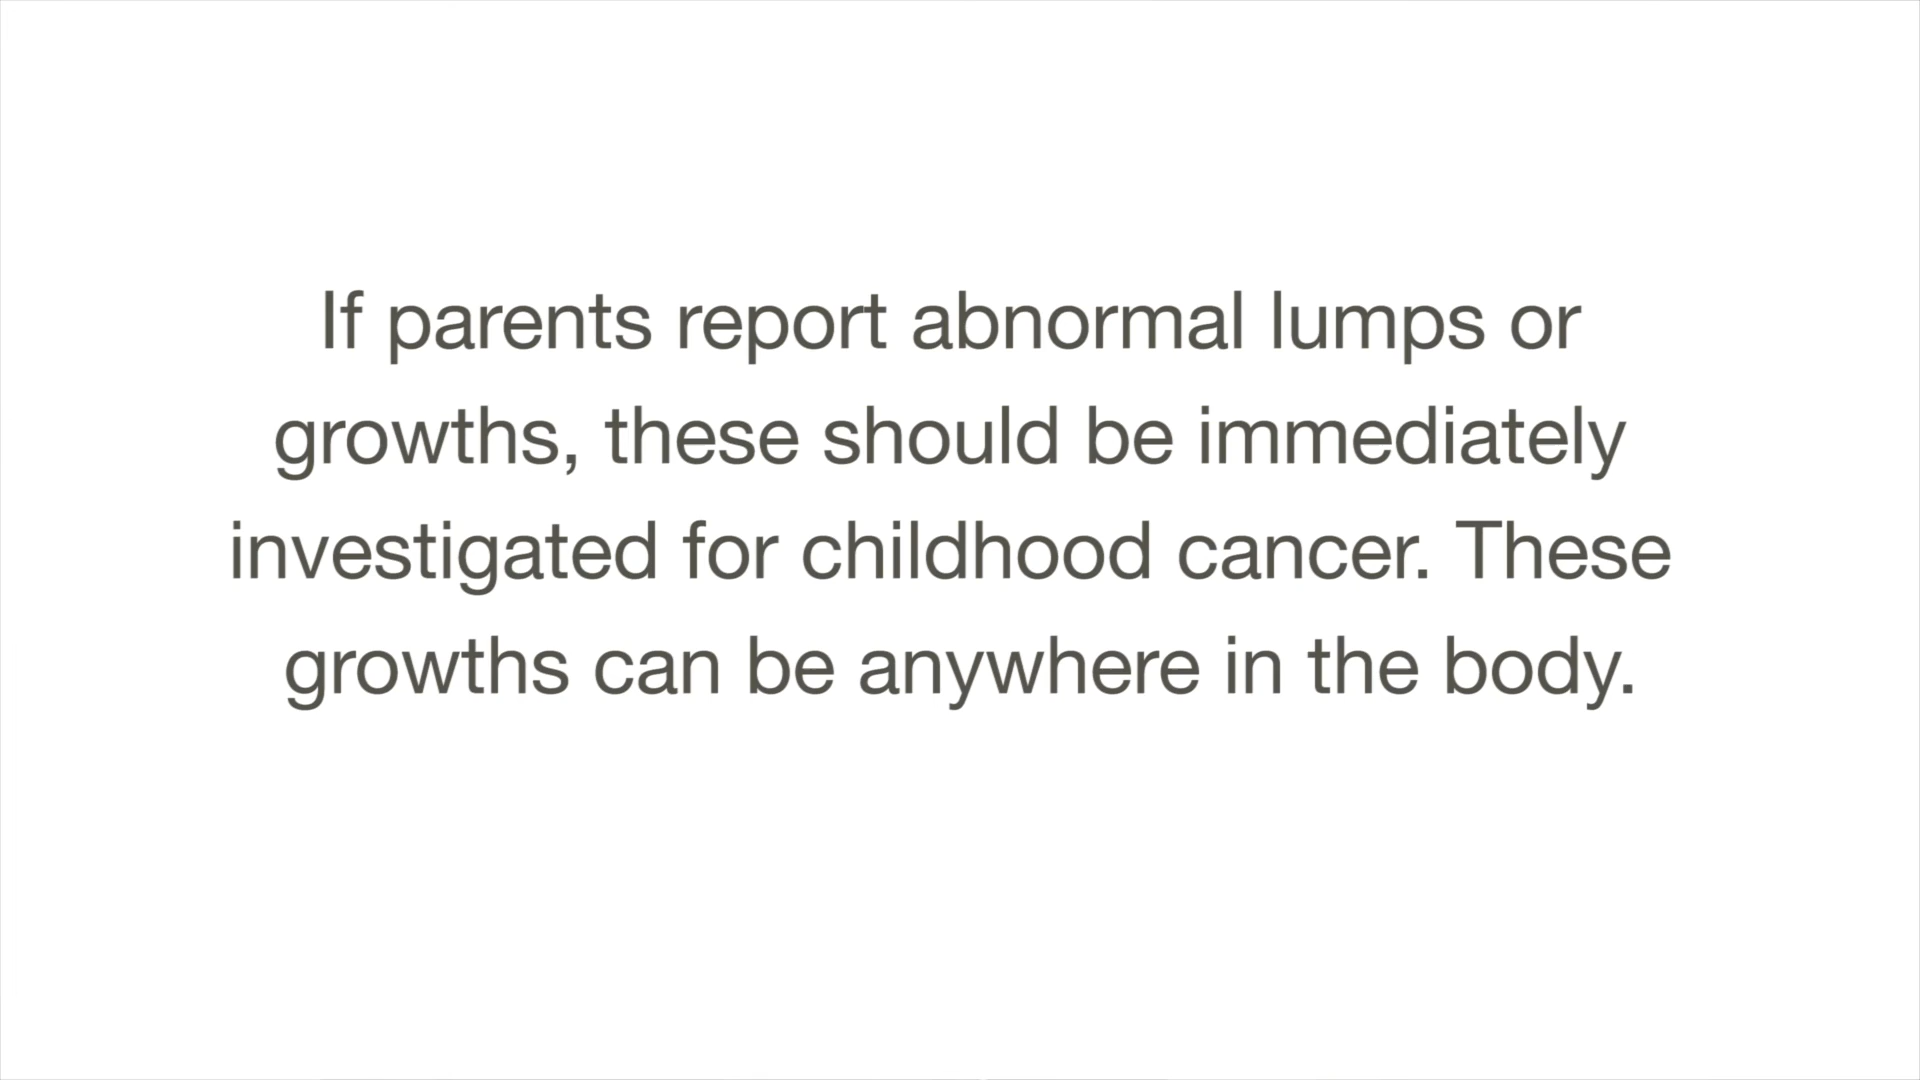 If parents report abnormal lumps or
growths, these should be immediately
investigated for childhood cancer. These
growths can be anywhere in the body.